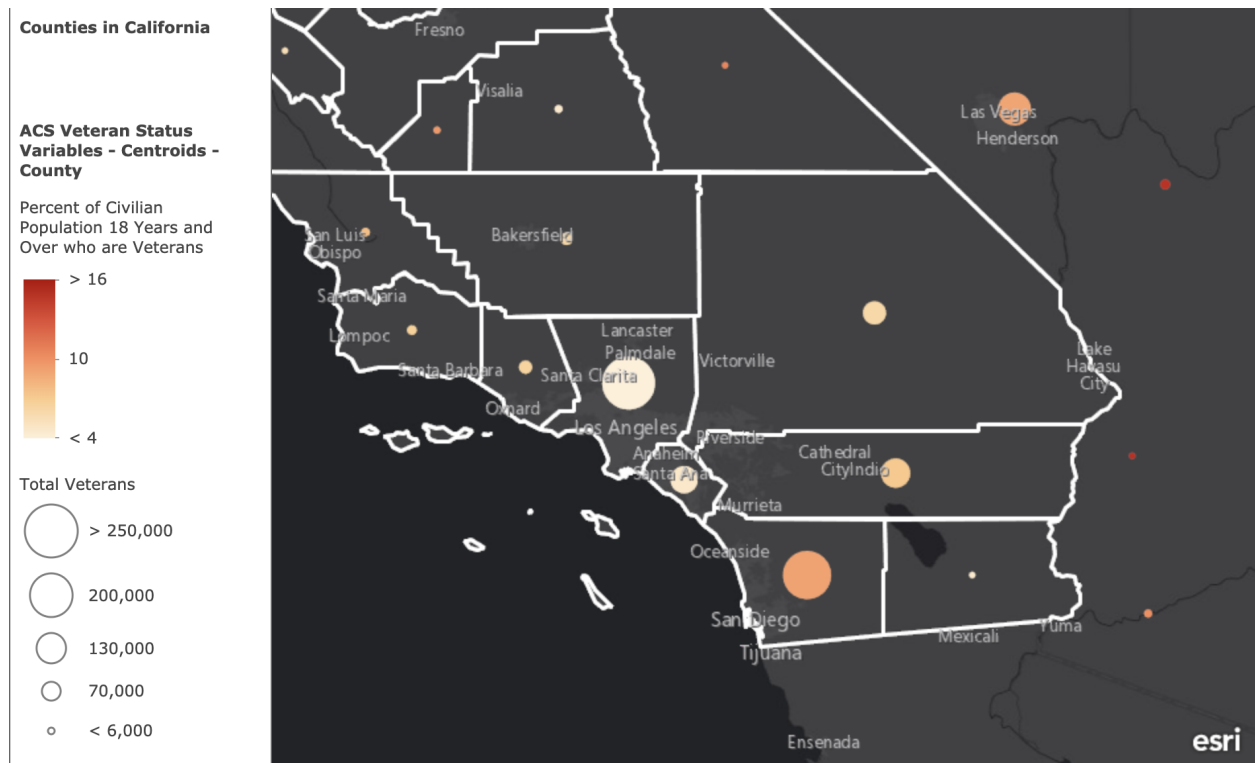 Counties in California
ACS Veteran Status
Variables - Centroids -
County
Percent of Civilian
Population 18 Years and
Over who are Veterans
> 16
10
< 4
Total Veterans
> 250,000
200,000
130,000
70,000
< 6,000
Fresno
Visalia
Las Vegas
Henderson
San Luis
Obispo
Bakersfield
Santa Maria
Lompoc
Lancaster
Palmdale
Victorville
Lake
Havasu
City
Santa Barbara
Santa Clarita
Oxnard
Los Angeles
Riverside
Anaheim
Santa Ana
Cathedral
CityIndio
Murrieta
Oceanside
San Diego
Tijuana
Mexicali
Yuma
Ensenada
esri